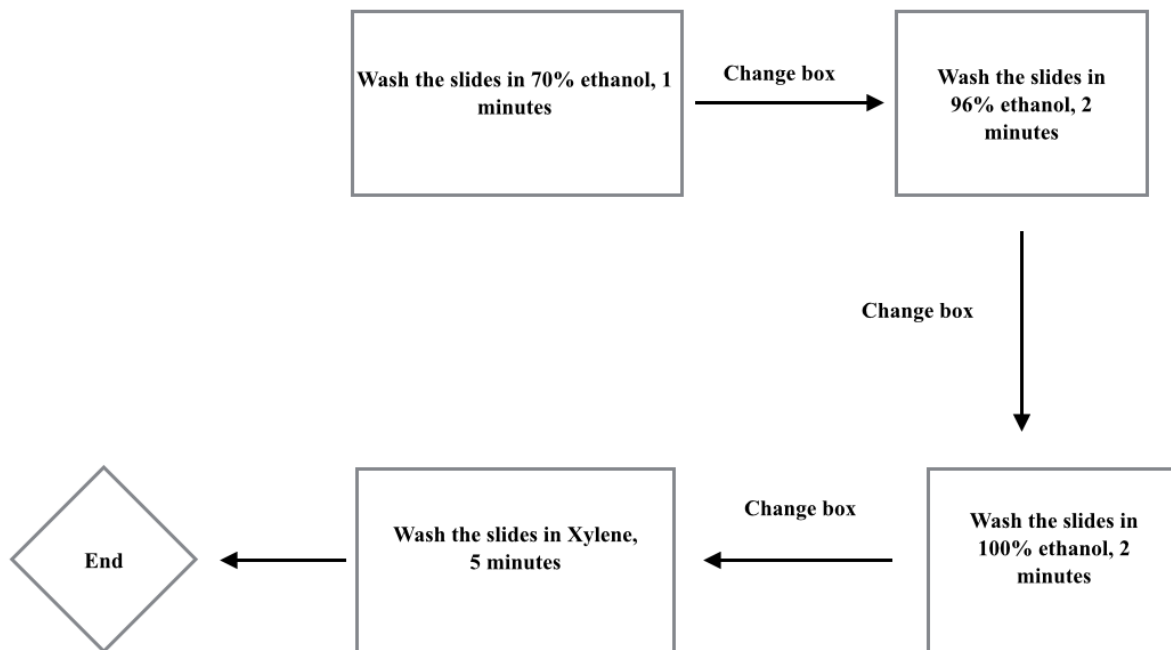 Wash the slides in 70% ethanol, 1
minutes
Change box
Wash the slides in
96% ethanol, 2
minutes
Change box
Wash the slides in
100% ethanol, 2
minutes
Change box
Wash the slides in Xylene,
5 minutes
End